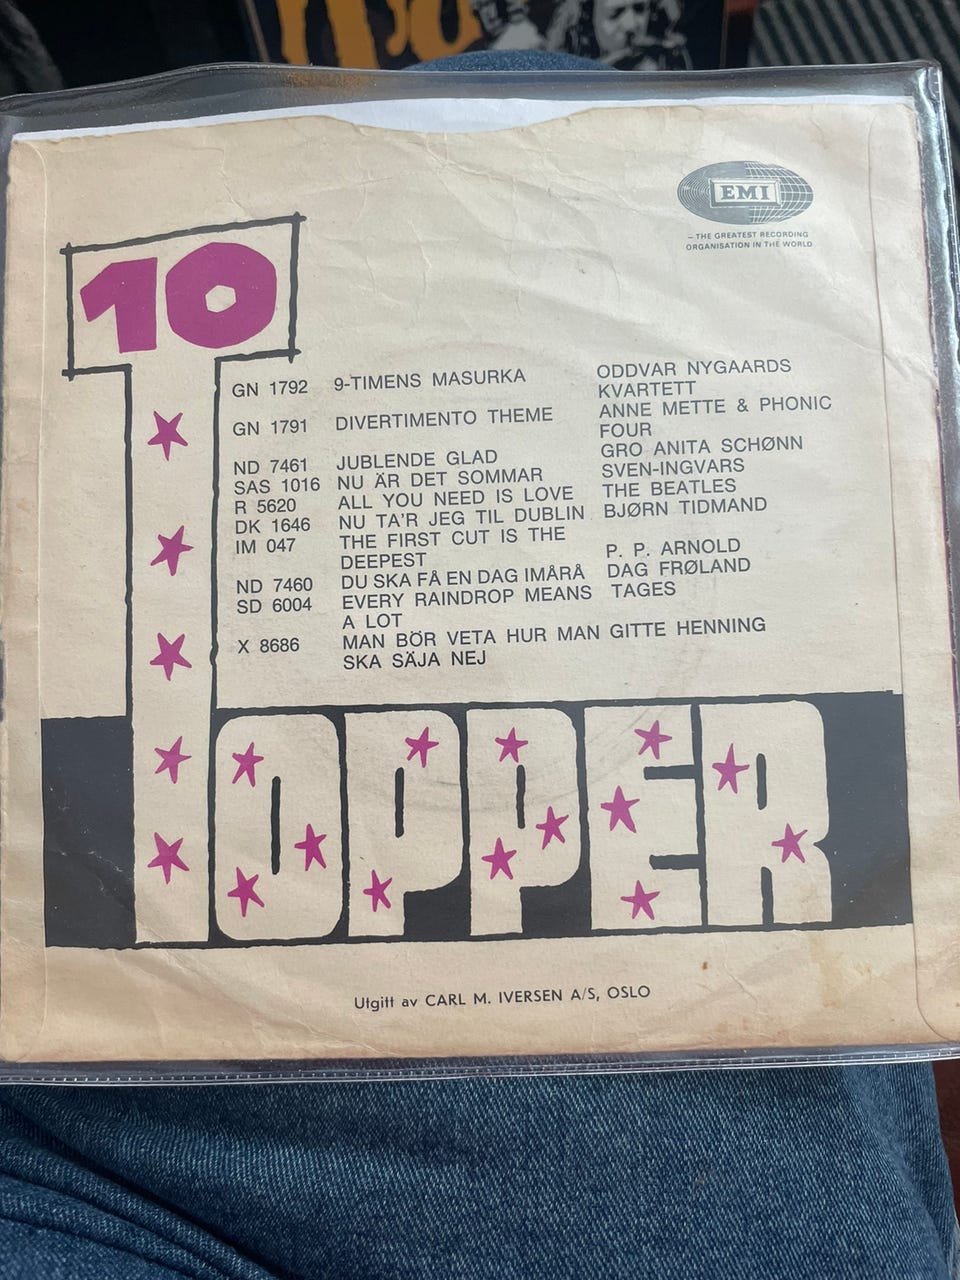 EMI
— THE GREATEST RECORDING
ORGANISATION IN THE WORLD
10
GN 1792 9-TIMENS MASURKA ODDVAR NYGAARDS
KVARTETT
GN 1791 DIVERTIMENTO THEME ANNE METTE & PHONIC
FOUR
ND 7461 JUBLENDE GLAD GRO ANITA SCHØNN
SAS 1016 NU ÄR DET SOMMAR SVEN-INGVARS
R 5620 ALL YOU NEED IS LOVE THE BEATLES
DK 1646 NU TA'R JEG TIL DUBLIN BJØRN TIDMAND
IM 047 THE FIRST CUT IS THE
DEEPEST P. P. ARNOLD
ND 7460 DU SKA FÅ EN DAG IMÅRÅ DAG FRØLAND
SD 6004 EVERY RAINDROP MEANS TAGES
A LOT
X 8686 MAN BÖR VETA HUR MAN GITTE HENNING
SKA SÄJA NEJ
TOPPER
Utgitt av CARL M. IVERSEN A/S, OSLO